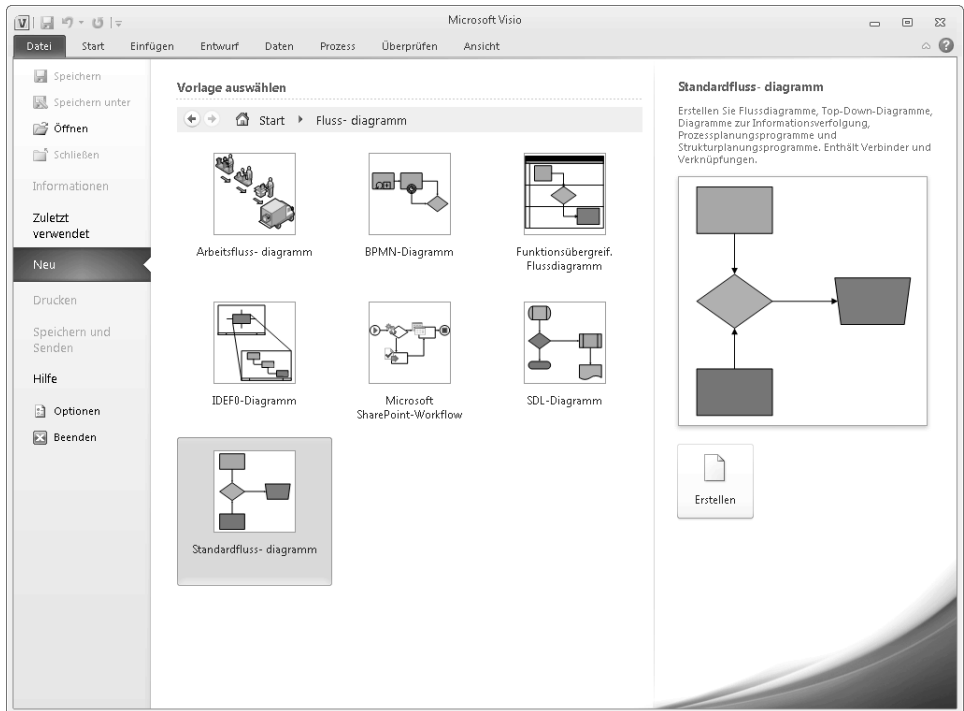 Microsoft Visio
Datei Start Einfügen Entwurf Daten Prozess Überprüfen Ansicht
Speichern
Speichern unter
Öffnen
Schließen
Informationen
Zuletzt
verwendet
Neu
Drucken
Speichern und
Senden
Hilfe
Optionen
Beenden
Vorlage auswählen
Start Fluss- diagramm
Arbeitsfluss- diagramm
BPMN-Diagramm
Funktionsübergreif.
Flussdiagramm
IDEF0-Diagramm
Microsoft
SharePoint-Workflow
SDL-Diagramm
Standardfluss- diagramm
Standardfluss- diagramm
Erstellen Sie Flussdiagramme, Top-Down-Diagramme,
Diagramme zur Informationsverfolgung,
Prozessplanungsprogramme und
Strukturplanungsprogramme. Enthält Verbinder und
Verknüpfungen.
Erstellen